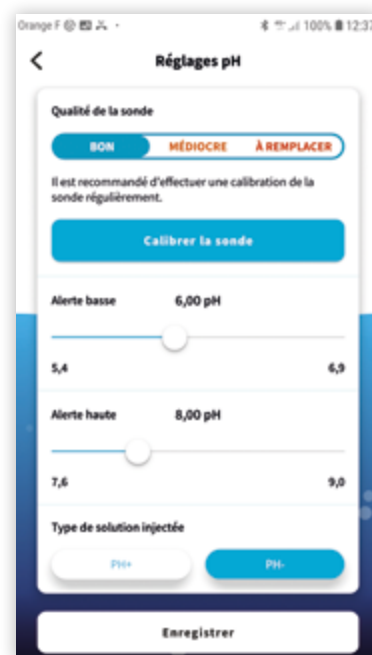 Orange F
100% 12:37
Réglages pH
Qualité de la sonde
BON MÉDIOCRE À REMPLACER
Il est recommandé d'effectuer une calibration de la
sonde régulièrement.
Calibrer la sonde
Alerte basse 6,00 pH
5,4 6,9
Alerte haute 8,00 pH
7,6 9,0
Type de solution injectée
PH+ PH-
Enregistrer